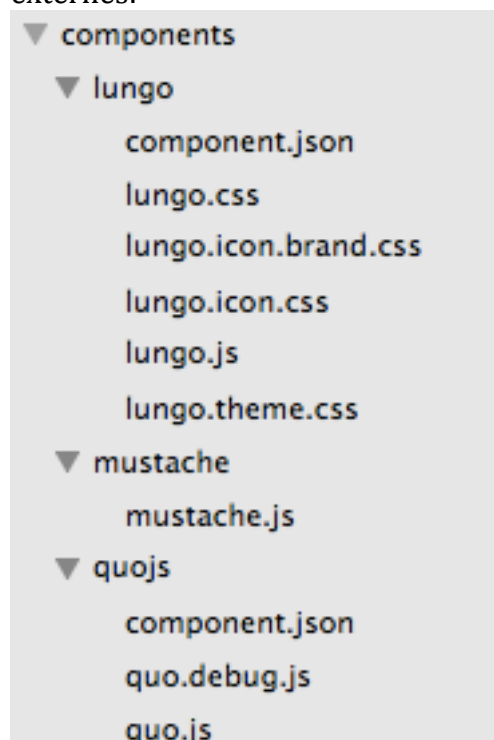 externes.
components
lungo
component.json
lungo.css
lungo.icon.brand.css
lungo.icon.css
lungo.js
lungo.theme.css
mustache
mustache.js
quojs
component.json
quo.debug.js
quo.js